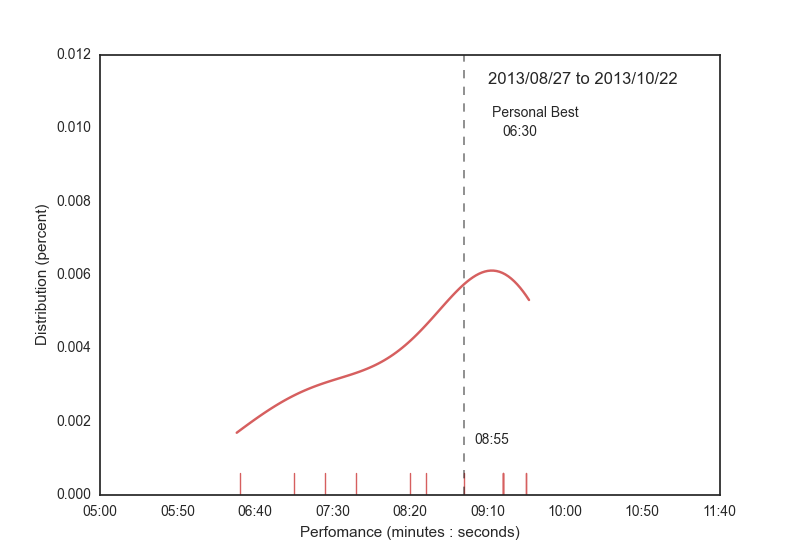 0.012
2013/08/27 to 2013/10/22
Personal Best
06:30
0.010
0.008
0.006
0.004
0.002
0.000
Distribution (percent)
08:55
05:00 05:50 06:40 07:30 08:20 09:10 10:00 10:50 11:40
Perfomance (minutes : seconds)